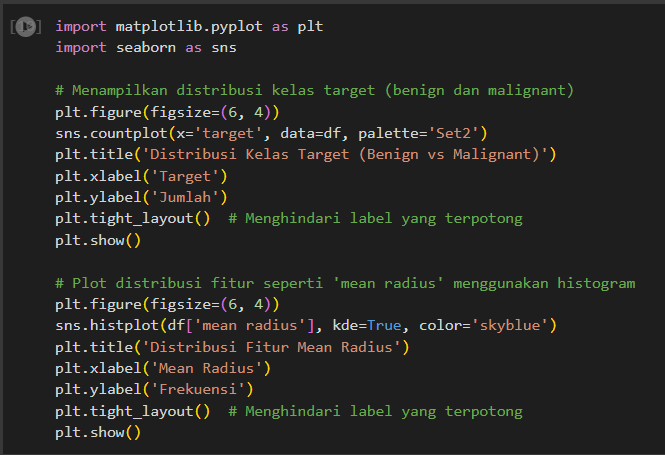 import matplotlib.pyplot as plt
import seaborn as sns
# Menampilkan distribusi kelas target (benign dan malignant)
plt.figure(figsize=(6, 4))
sns.countplot(x='target', data=df, palette='Set2')
plt.title('Distribusi Kelas Target (Benign vs Malignant)')
plt.xlabel('Target')
plt.ylabel('Jumlah')
plt.tight_layout()  # Menghindari label yang terpotong
plt.show()
# Plot distribusi fitur seperti 'mean radius' menggunakan histogram
plt.figure(figsize=(6, 4))
sns.histplot(df['mean radius'], kde=True, color='skyblue')
plt.title('Distribusi Fitur Mean Radius')
plt.xlabel('Mean Radius')
plt.ylabel('Frekuensi')
plt.tight_layout()  # Menghindari label yang terpotong
plt.show()